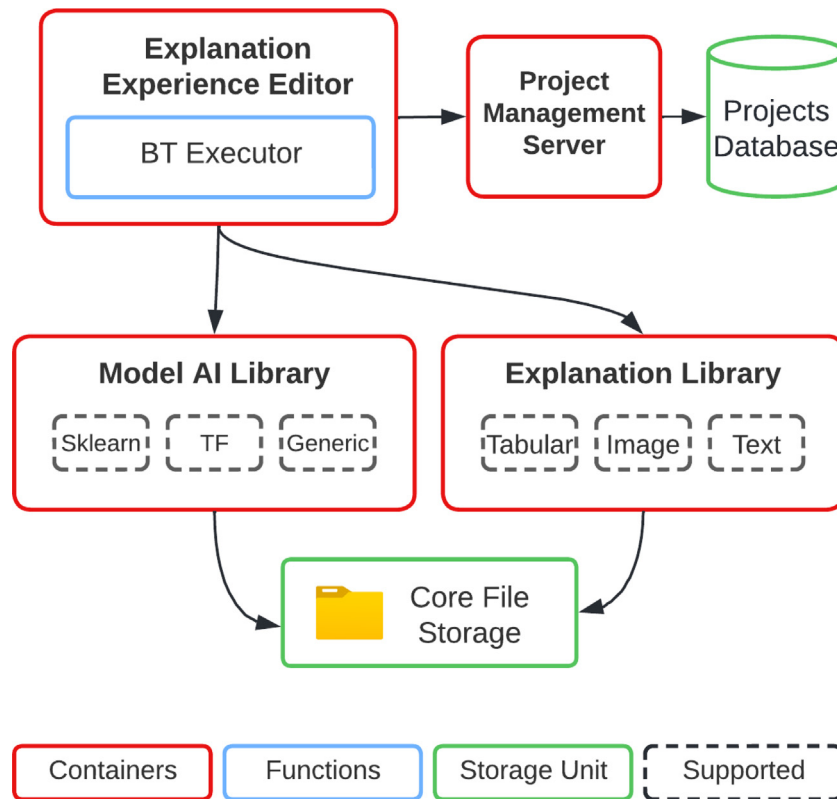 Explanation
Experience Editor
BT Executor
Project
Management
Server
Projects
Database
Model AI Library
Sklearn
TF
Generic
Explanation Library
Tabular
Image
Text
Core File
Storage
Containers
Functions
Storage Unit
Supported